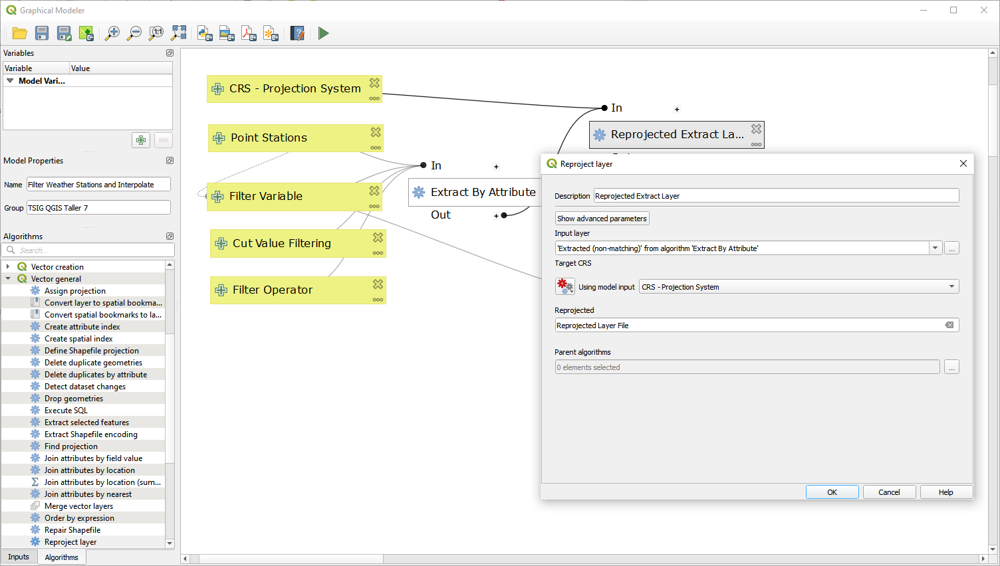 Graphical Modeler
1:1
Variables
Variable Value
Model Vari...
Model Properties
Name Filter Weather Stations and Interpolate
Group TSIG QGIS Taller 7
Algorithms
Search...
Vector creation
Vector general
Assign projection
Convert layer to spatial bookma...
Convert spatial bookmarks to la...
Create attribute index
Create spatial index
Define Shapefile projection
Delete duplicate geometries
Delete duplicates by attribute
Detect dataset changes
Drop geometries
Execute SQL
Extract selected features
Extract Shapefile encoding
Find projection
Join attributes by field value
Join attributes by location
Join attributes by location (sum...
Join attributes by nearest
Merge vector layers
Order by expression
Repair Shapefile
Reproject layer
Inputs Algorithms
CRS - Projection System
Point Stations
Filter Variable
Cut Value Filtering
Filter Operator
In
Extract By Attribute
Out
In
Reprojected Extract La...
Reproject layer
Description Reprojected Extract Layer
Show advanced parameters
Input layer
'Extracted (non-matching)' from algorithm 'Extract By Attribute'
...
Target CRS
Using model input CRS - Projection System
Reprojected
Reprojected Layer File
Parent algorithms
0 elements selected
...
OK Cancel Help